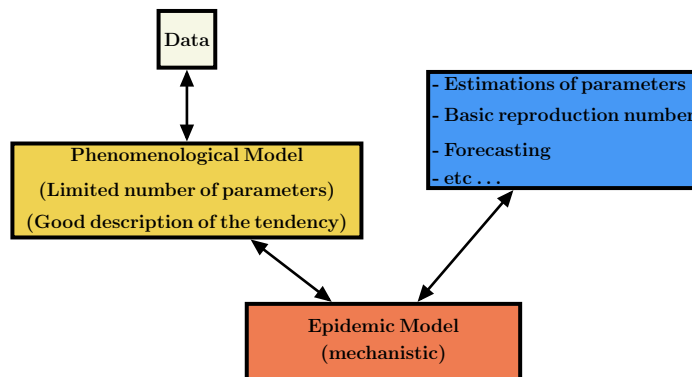 Data
- Estimations of parameters
- Basic reproduction number
- Forecasting
- etc ...
Phenomenological Model
(Limited number of parameters)
(Good description of the tendency)
Epidemic Model
(mechanistic)